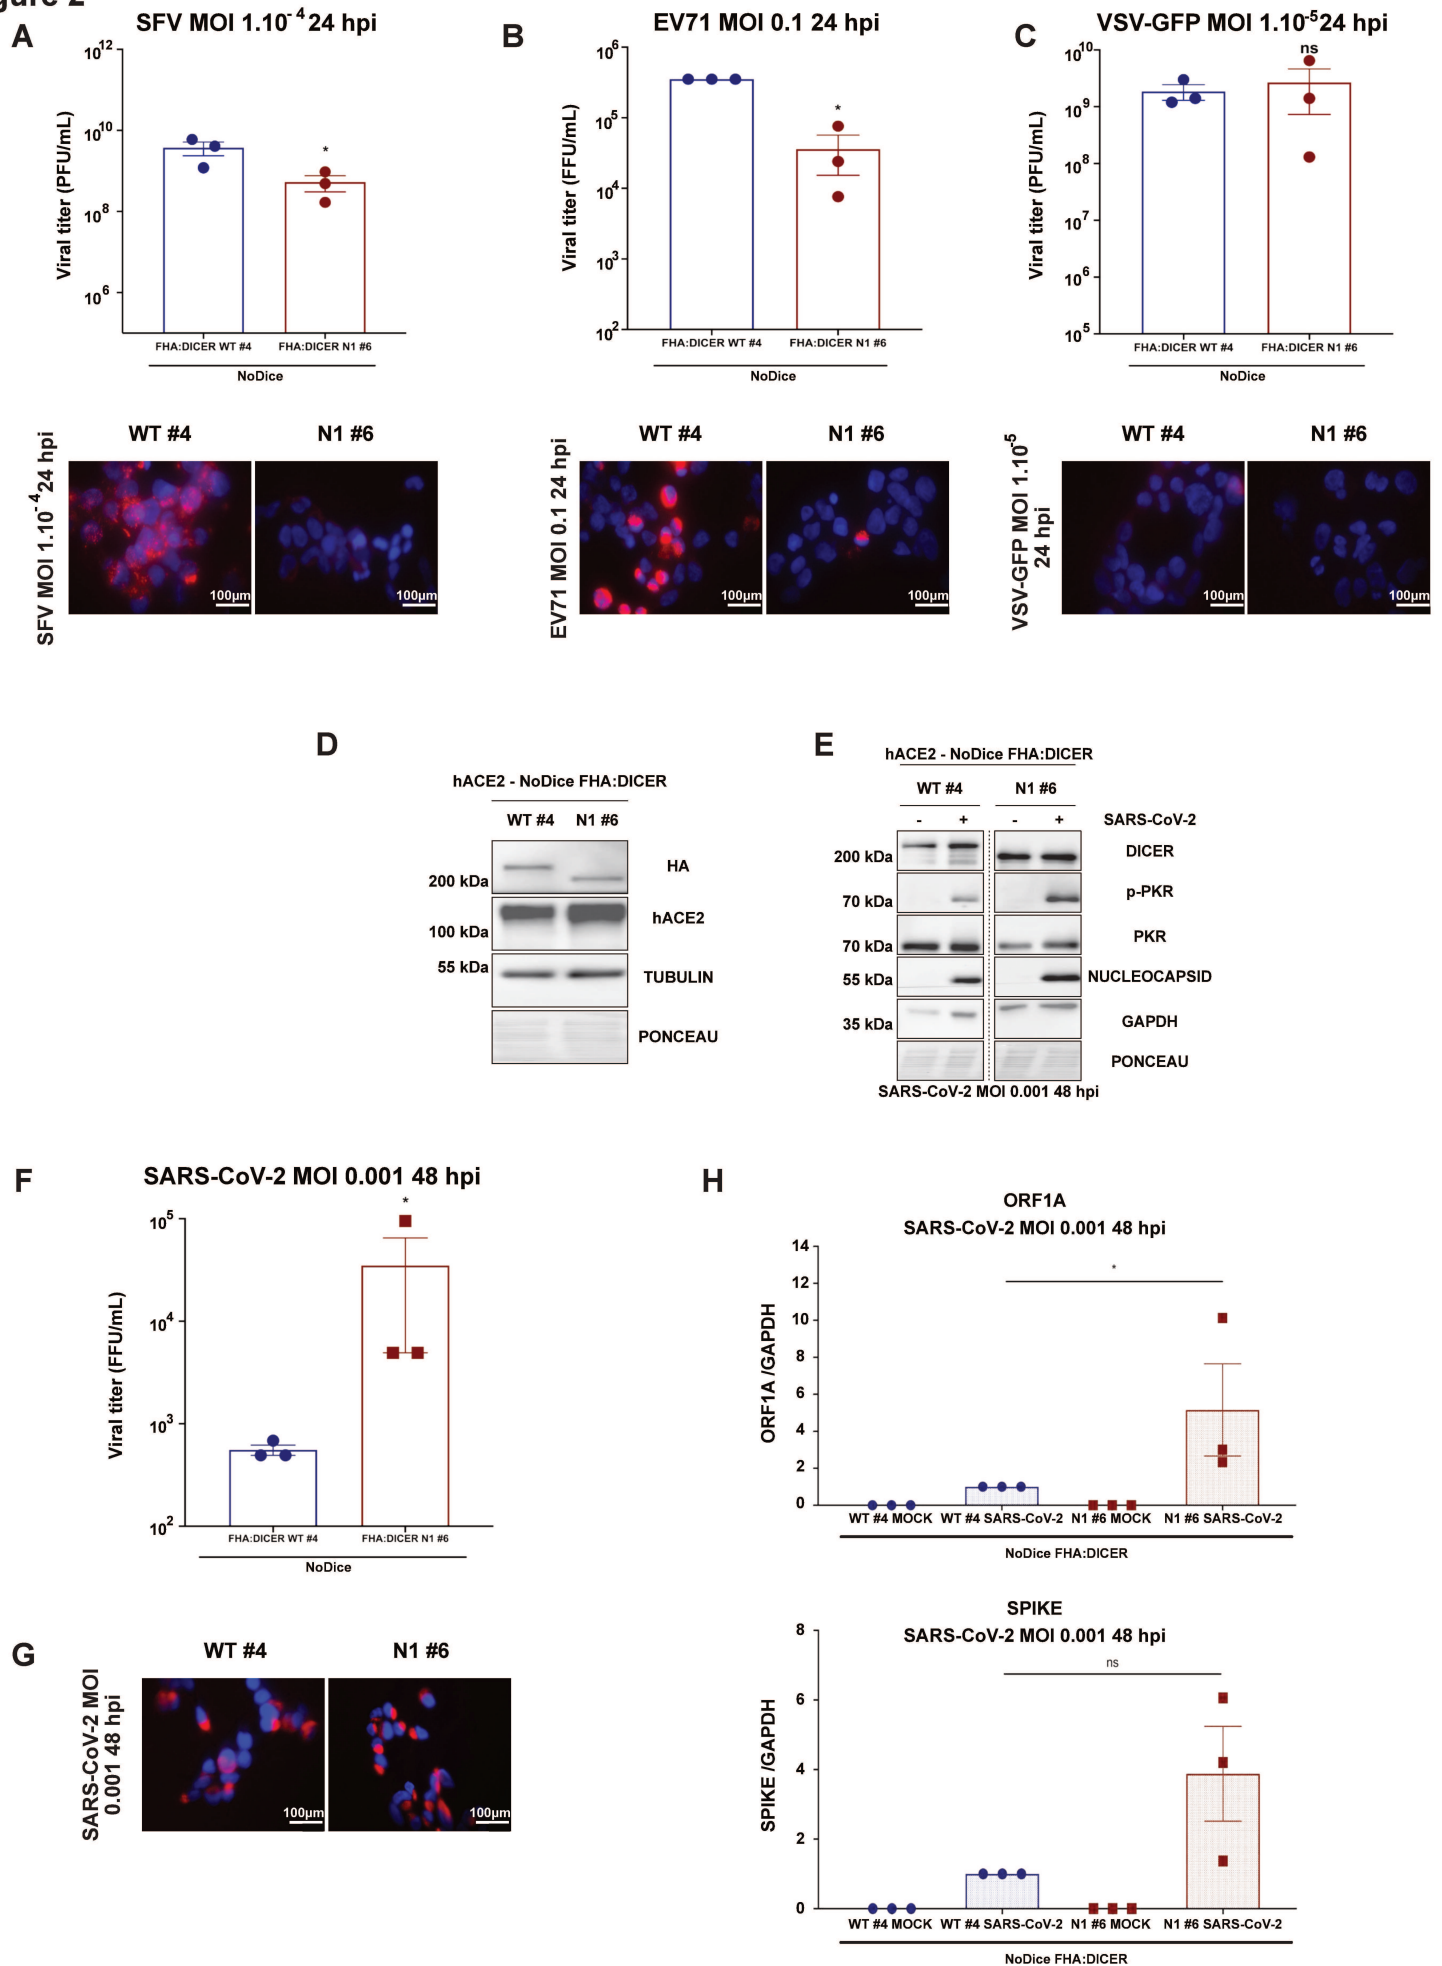 A
SFV MOI 1.10⁻⁴ 24 hpi
Viral titer (PFU/mL)
10¹²
10¹⁰
10⁸
10⁶
*
FHA:DICER WT #4
FHA:DICER N1 #6
NoDice
B
EV71 MOI 0.1 24 hpi
Viral titer (FFU/mL)
10⁶
10⁵
10⁴
10³
10²
*
FHA:DICER WT #4
FHA:DICER N1 #6
NoDice
C
VSV-GFP MOI 1.10⁻⁵24 hpi
Viral titer (PFU/mL)
10¹⁰
10⁹
10⁸
10⁷
10⁶
10⁵
ns
FHA:DICER WT #4
FHA:DICER N1 #6
NoDice
SFV MOI 1.10⁻⁴ 24 hpi
WT #4
N1 #6
100µm
100µm
EV71 MOI 0.1 24 hpi
WT #4
N1 #6
100µm
100µm
VSV-GFP MOI 1.10⁻⁵
24 hpi
WT #4
N1 #6
100µm
100µm
D
hACE2 - NoDice FHA:DICER
WT #4
N1 #6
200 kDa
HA
100 kDa
hACE2
55 kDa
TUBULIN
PONCEAU
E
hACE2 - NoDice FHA:DICER
WT #4
N1 #6
- + - + SARS-CoV-2
200 kDa
DICER
70 kDa
p-PKR
70 kDa
PKR
55 kDa
NUCLEOCAPSID
35 kDa
GAPDH
PONCEAU
SARS-CoV-2 MOI 0.001 48 hpi
F
SARS-CoV-2 MOI 0.001 48 hpi
Viral titer (FFU/mL)
10⁵
10⁴
10³
10²
*
FHA:DICER WT #4
FHA:DICER N1 #6
NoDice
G
SARS-CoV-2 MOI
0.001 48 hpi
WT #4
N1 #6
100µm
100µm
H
ORF1A
SARS-CoV-2 MOI 0.001 48 hpi
ORF1A /GAPDH
14
12
10
8
6
4
2
0
*
WT #4 MOCK
WT #4 SARS-CoV-2
N1 #6 MOCK
N1 #6 SARS-CoV-2
NoDice FHA:DICER
SPIKE
SARS-CoV-2 MOI 0.001 48 hpi
SPIKE /GAPDH
8
6
4
2
0
ns
WT #4 MOCK
WT #4 SARS-CoV-2
N1 #6 MOCK
N1 #6 SARS-CoV-2
NoDice FHA:DICER